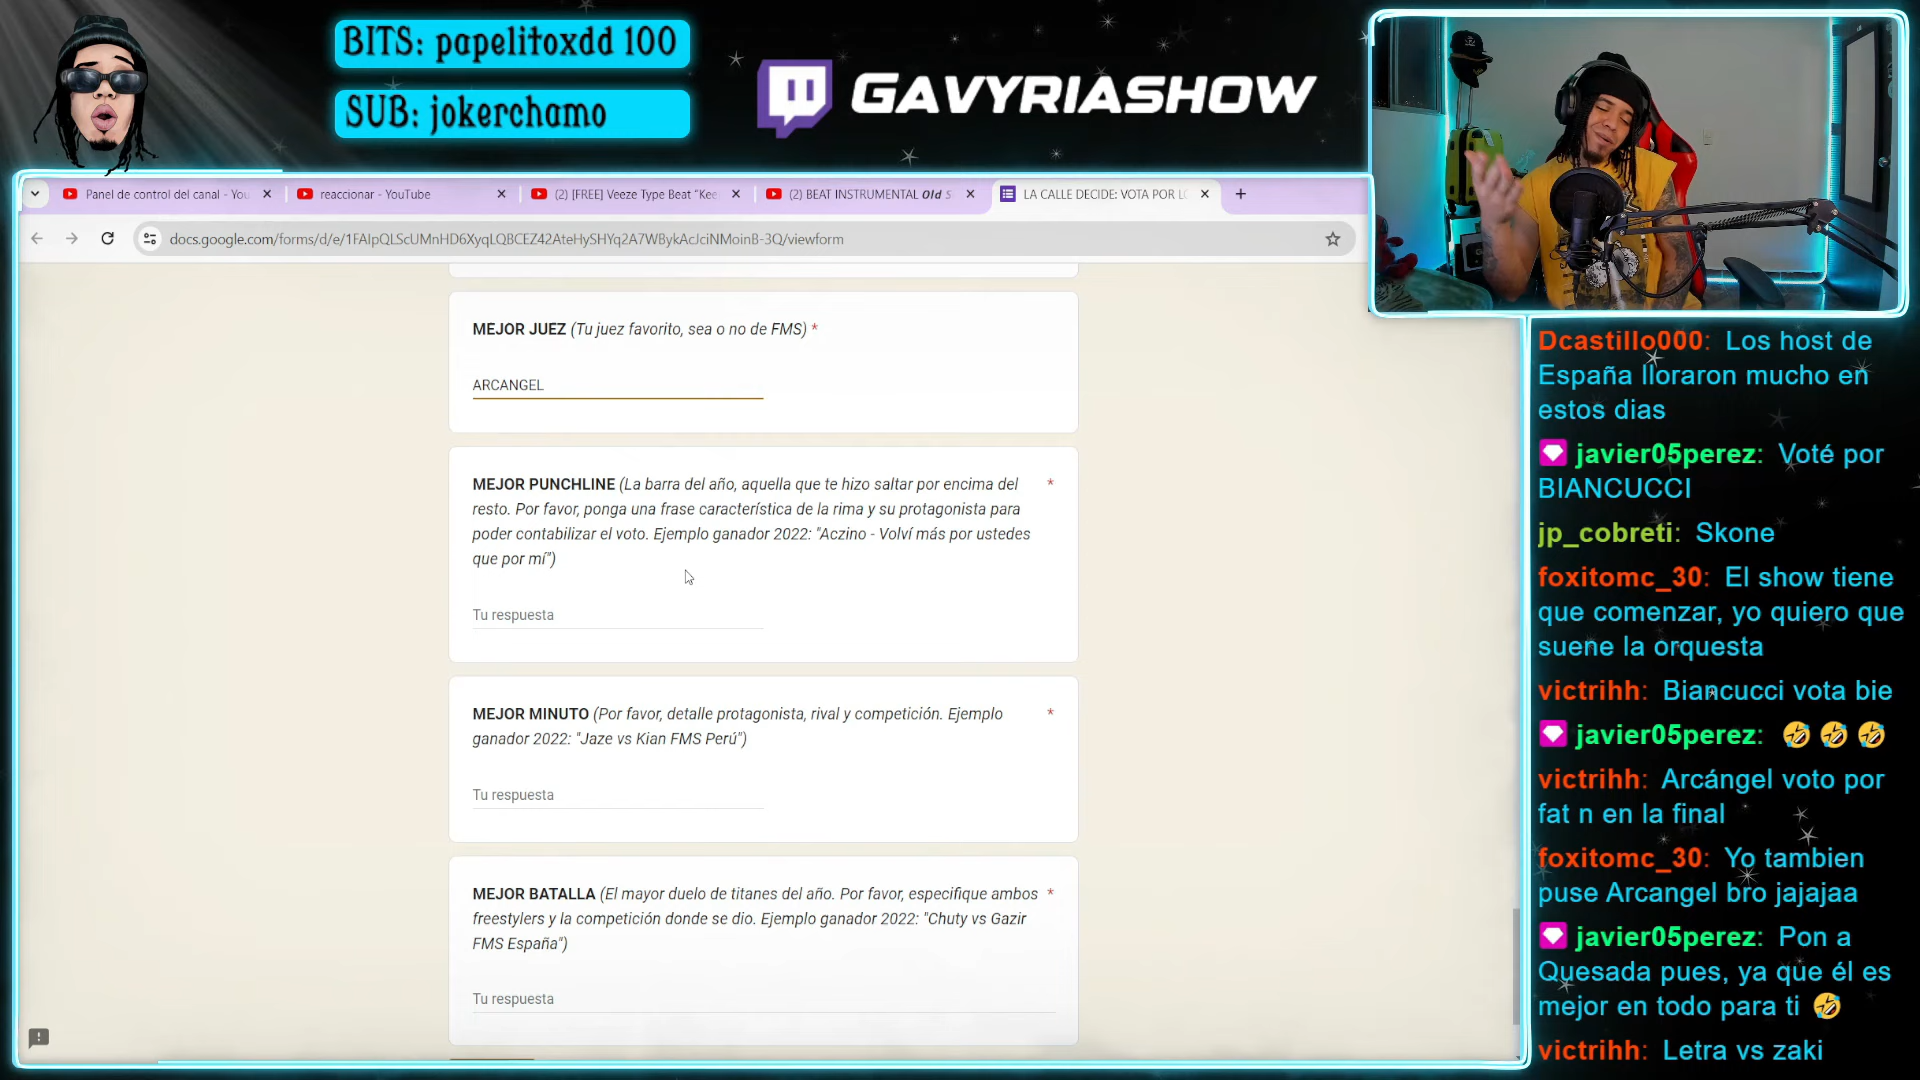 BITS: papelitoxdd 100
SUB: jokerchamo
GAVYRIASHOW
Panel de control del canal - You
reaccionar - YouTube
(2) [FREE] Veeze Type Beat "Kee
(2) BEAT INSTRUMENTAL Old S
LA CALLE DECIDE: VOTA POR LO
docs.google.com/forms/d/e/1FAIpQLScUMnHD6XyqLQBCEZ42AteHySHYq2A7WBykAcJciNMoinB-3Q/viewform
MEJOR JUEZ (Tu juez favorito, sea o no de FMS) *
ARCANGEL
MEJOR PUNCHLINE (La barra del año, aquella que te hizo saltar por encima del *
resto. Por favor, ponga una frase característica de la rima y su protagonista para
poder contabilizar el voto. Ejemplo ganador 2022: "Aczino - Volví más por ustedes
que por mí")
Tu respuesta
MEJOR MINUTO (Por favor, detalle protagonista, rival y competición. Ejemplo *
ganador 2022: "Jaze vs Kian FMS Perú")
Tu respuesta
MEJOR BATALLA (El mayor duelo de titanes del año. Por favor, especifique ambos *
freestylers y la competición donde se dio. Ejemplo ganador 2022: "Chuty vs Gazir
FMS España")
Tu respuesta
Dcastillo000: Los host de
España lloraron mucho en
estos dias
javier05perez: Voté por
BIANCUCCI
jp_cobreti: Skone
foxitomc_30: El show tiene
que comenzar, yo quiero que
suene la orquesta
victrihh: Biancucci vota bie
javier05perez: 🤣 🤣 🤣
victrihh: Arcángel voto por
fat n en la final
foxitomc_30: Yo tambien
puse Arcangel bro jajajaa
javier05perez: Pon a
Quesada pues, ya que él es
mejor en todo para ti 🤣
victrihh: Letra vs zaki